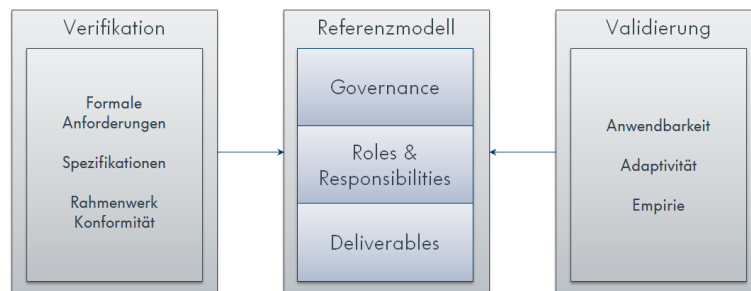 Verifikation
Formale
Anforderungen
Spezifikationen
Rahmenwerk
Konformität
Referenzmodell
Governance
Roles &
Responsibilities
Deliverables
Validierung
Anwendbarkeit
Adaptivität
Empirie